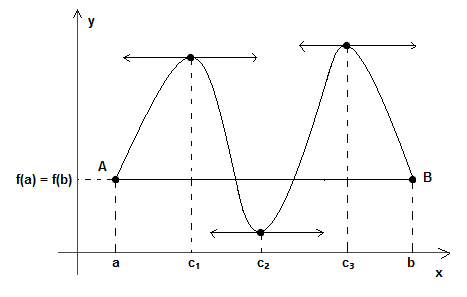 y
A
f(a) = f(b)
B
a c₁ c₂ c₃ b
x